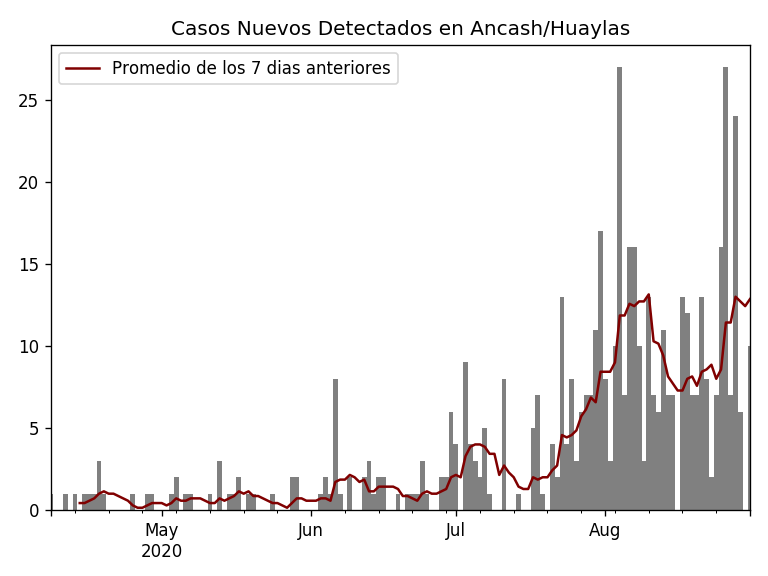 Casos Nuevos Detectados en Ancash/Huaylas
Promedio de los 7 dias anteriores
25
20
15
10
5
0
May
2020
Jun
Jul
Aug